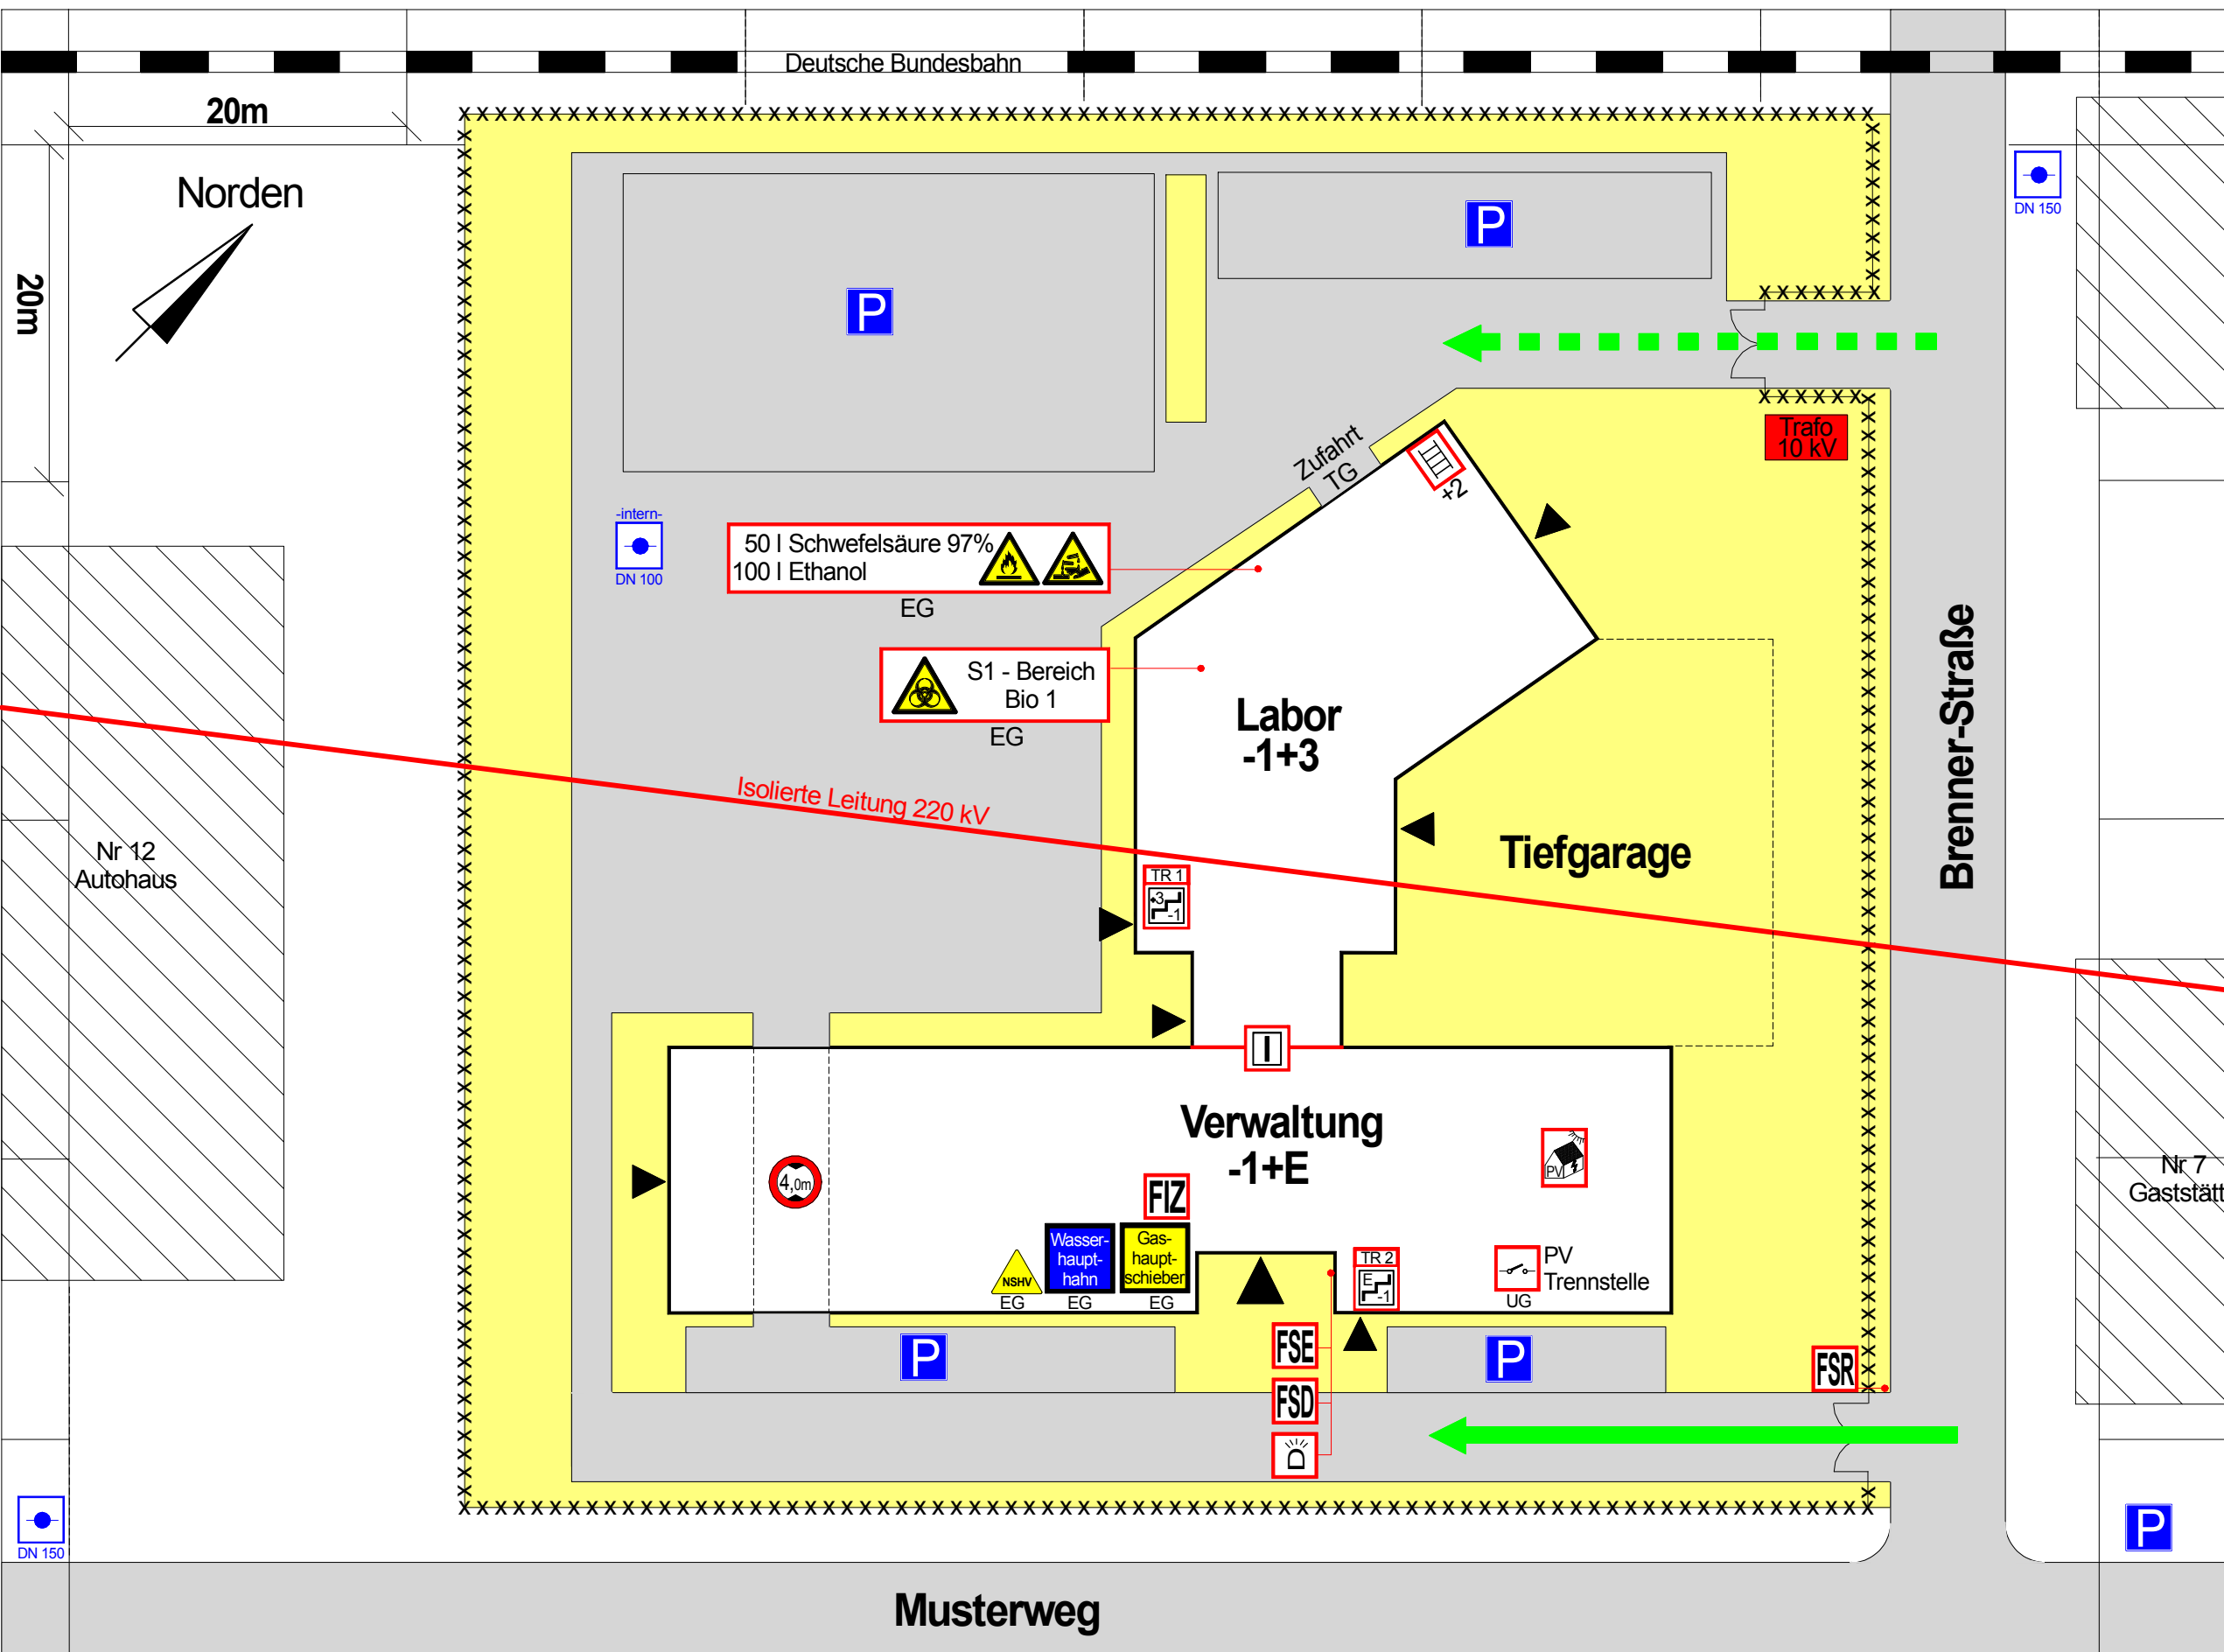 Deutsche Bundesbahn
20m
Norden
20m
DN 150
P
P
Trafo
10 kV
Zufahrt
TG
+2
-intern-
DN 100
50 l Schwefelsäure 97%
100 l Ethanol
EG
S1 - Bereich
Bio 1
EG
Labor
-1+3
Isolierte Leitung 220 kV
Brenner-Straße
Nr 12
Autohaus
Tiefgarage
TR 1
+3
-1
I
Verwaltung
-1+E
PV
Nr 7
Gaststätt
4,0m
FIZ
NSHV
EG
Wasser-
haupt-
hahn
EG
Gas-
haupt-
schieber
EG
TR 2
E
-1
PV
Trennstelle
UG
FSE
P
P
FSR
FSD
DN 150
P
Musterweg